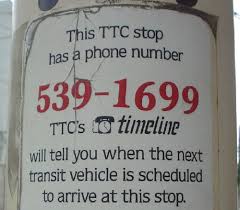 This TTC stop
has a phone number
539-1699
TTC's timeline
will tell you when the next
transit vehicle is scheduled
to arrive at this stop.